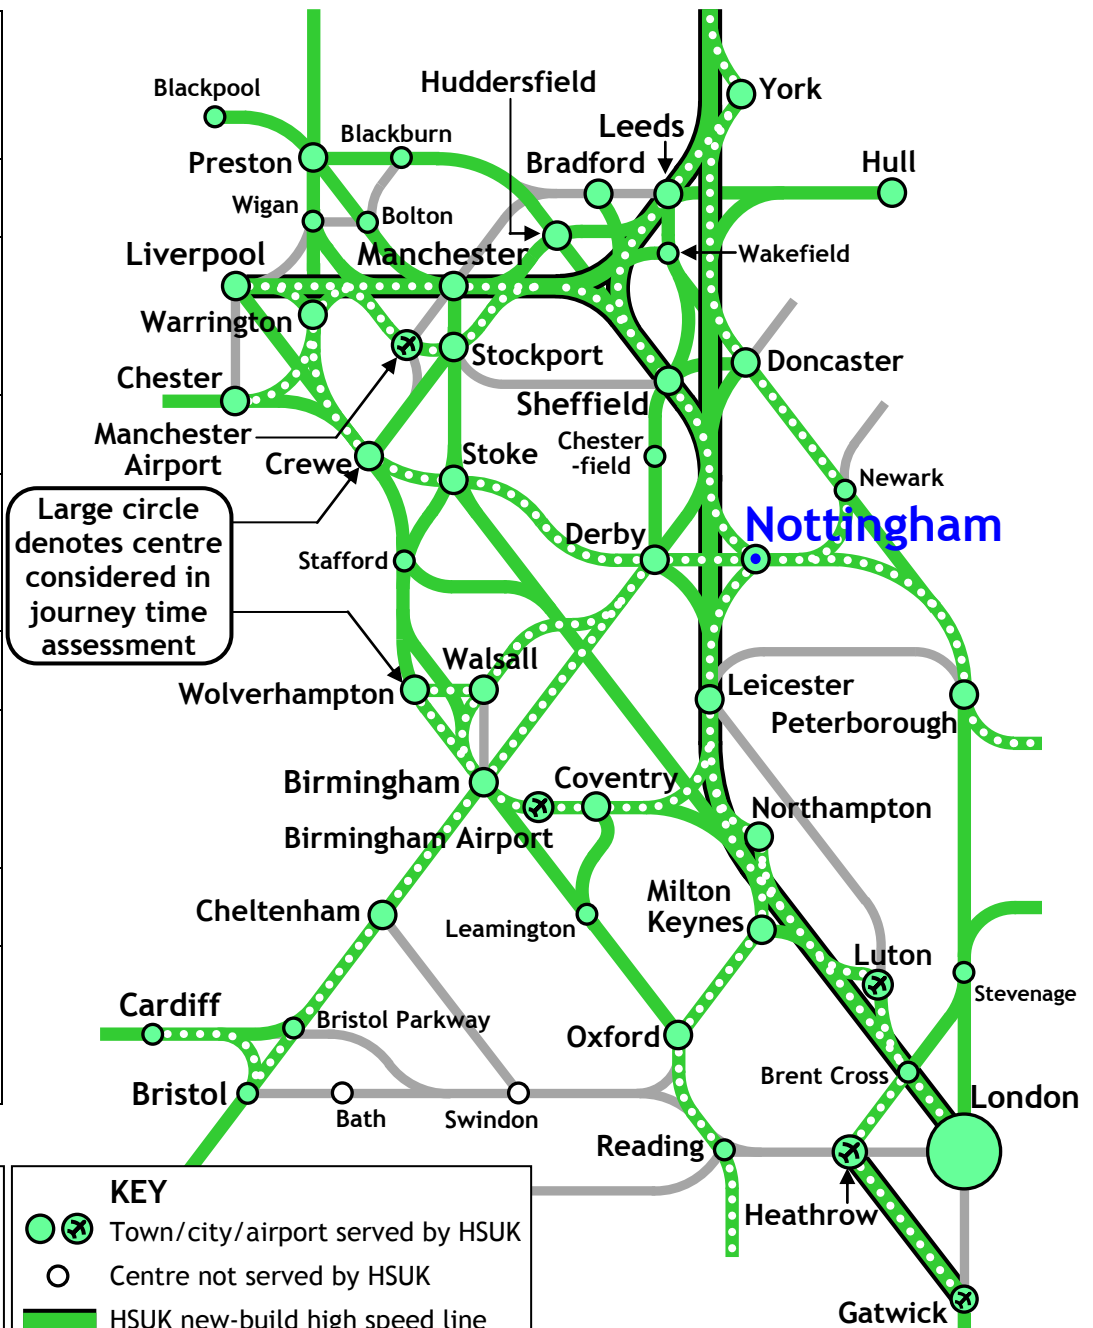 Huddersfield
York
Blackpool
Leeds
Blackburn
Bradford
Hull
Preston
Wigan
Bolton
Liverpool
Manchester
Wakefield
Warrington
Stockport
Doncaster
Chester
Sheffield
Manchester
Airport
Chester
-field
Crewe
Stoke
Newark
Large circle
denotes centre
considered in
journey time
assessment
Nottingham
Derby
Stafford
Walsall
Wolverhampton
Leicester
Peterborough
Birmingham
Coventry
Northampton
Birmingham Airport
Milton
Keynes
Cheltenham
Leamington
Luton
Stevenage
Cardiff
Bristol Parkway
Oxford
Brent Cross
Bristol
London
Bath
Swindon
Reading
Heathrow
Gatwick
KEY
Town/city/airport served by HSUK
Centre not served by HSUK
HSUK new-build high speed line